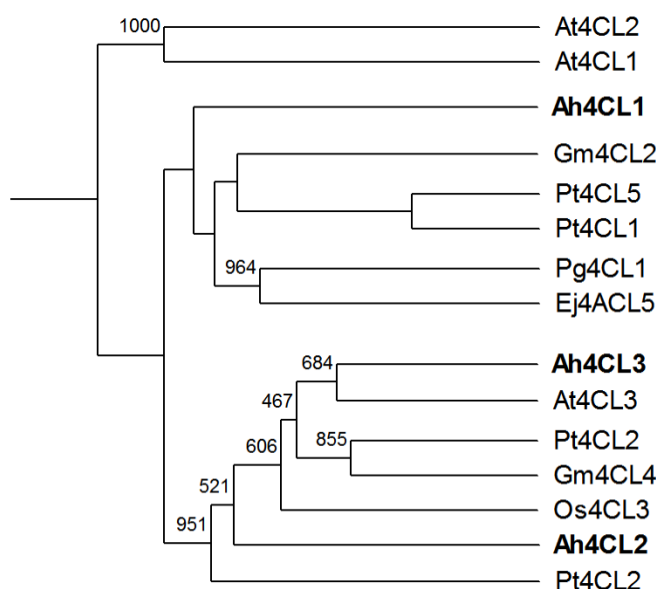 1000
At4CL2
At4CL1
Ah4CL1
Gm4CL2
Pt4CL5
Pt4CL1
964
Pg4CL1
Ej4ACL5
684
Ah4CL3
467
At4CL3
606
855
Pt4CL2
521
Gm4CL4
951
Os4CL3
Ah4CL2
Pt4CL2